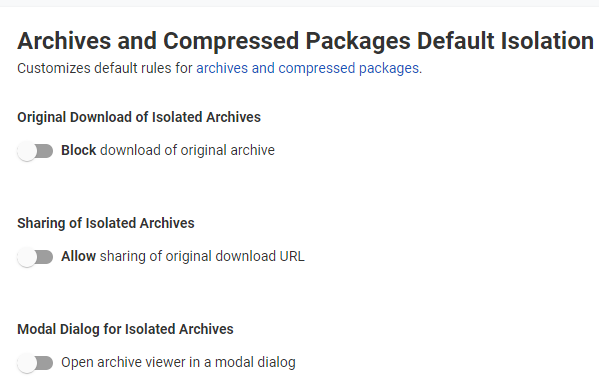 Archives and Compressed Packages Default Isolation
Customizes default rules for archives and compressed packages.
Original Download of Isolated Archives
Block download of original archive
Sharing of Isolated Archives
Allow sharing of original download URL
Modal Dialog for Isolated Archives
Open archive viewer in a modal dialog